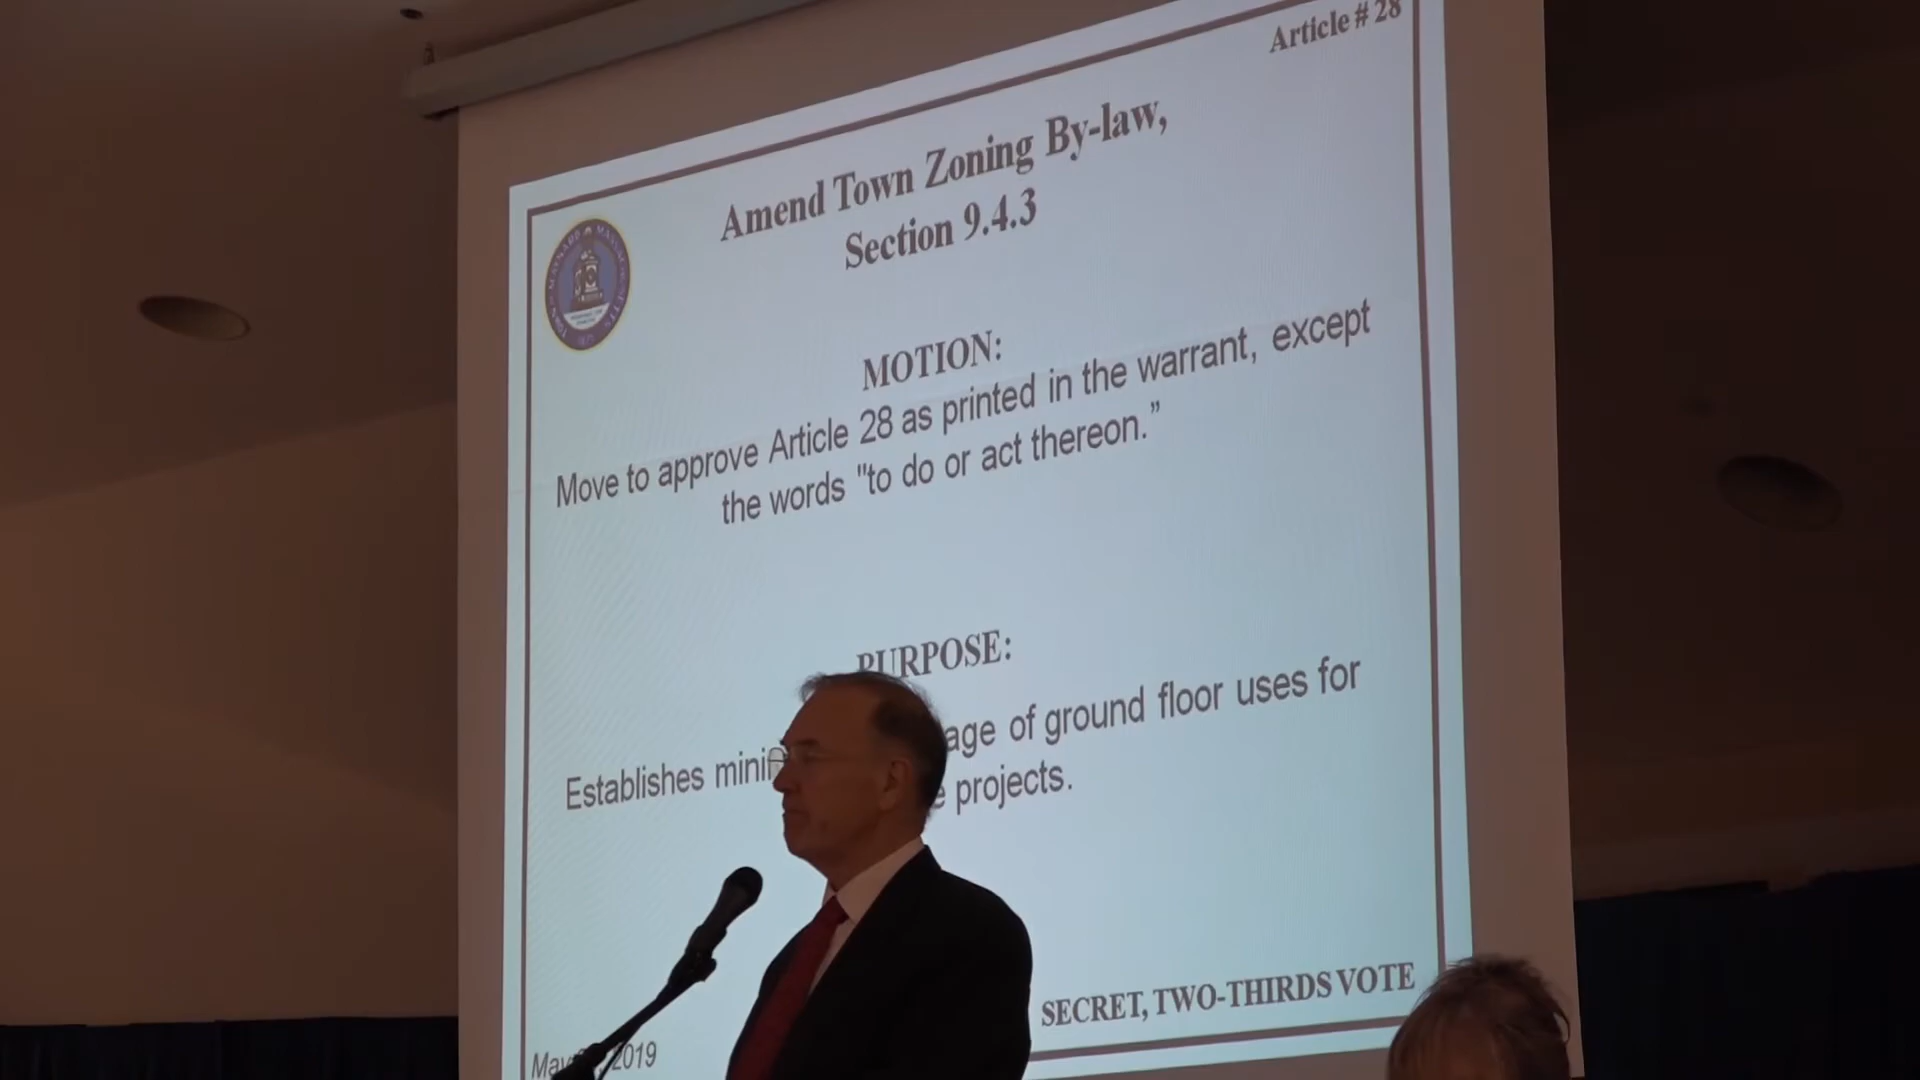 Article # 28
Amend Town Zoning By-law,
Section 9.4.3
MOTION:
Move to approve Article 28 as printed in the warrant, except
the words "to do or act thereon.”
PURPOSE:
Establishes of ground floor uses for
projects.
SECRET, TWO-THIRDS VOTE
May 2019